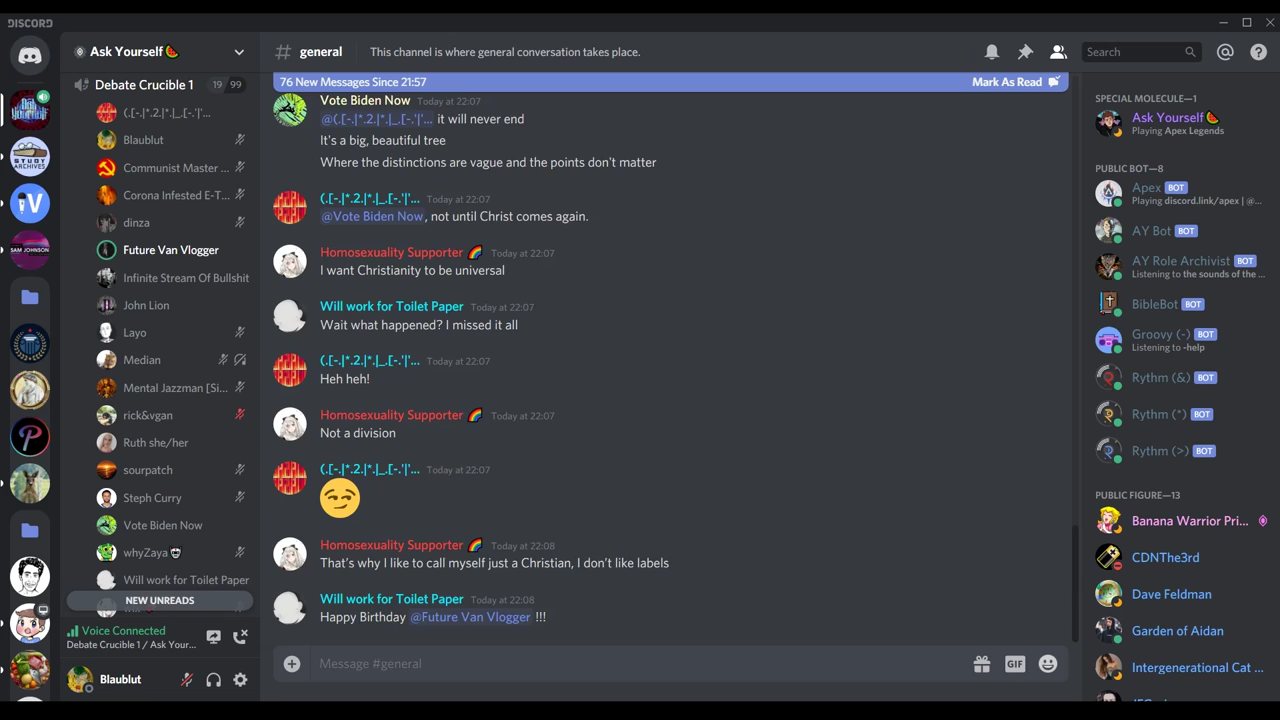 DISCORD
Ask Yourself🍉
Debate Crucible 1 19 99
(.[-.|*.2.|*.|_.[-.'|'...
Blaublut
Communist Master ...
Corona Infested E-T...
dinza
Future Van Vlogger
Infinite Stream Of Bullshit
John Lion
Layo
Median
Mental Jazzman [Si...
rick&vgan
Ruth she/her
sourpatch
Steph Curry
Vote Biden Now
whyZaya💀
Will work for Toilet Paper
NEW UNREADS
Voice Connected
Debate Crucible 1 / Ask Your...
Blaublut
STUDY ARCHIVES
V
SAM JOHNSON
# general This channel is where general conversation takes place.
Search
76 New Messages Since 21:57 Mark As Read
Vote Biden Now Today at 22:07
@(.[-.|*.2.|*.|_.[-.'|'... it will never end
It's a big, beautiful tree
Where the distinctions are vague and the points don't matter
(.[-.|*.2.|*.|_.[-.'|'... Today at 22:07
@Vote Biden Now, not until Christ comes again.
Homosexuality Supporter 🌈 Today at 22:07
I want Christianity to be universal
Will work for Toilet Paper Today at 22:07
Wait what happened? I missed it all
(.[-.|*.2.|*.|_.[-.'|'... Today at 22:07
Heh heh!
Homosexuality Supporter 🌈 Today at 22:07
Not a division
(.[-.|*.2.|*.|_.[-.'|'... Today at 22:07
😏
Homosexuality Supporter 🌈 Today at 22:08
That's why I like to call myself just a Christian, I don't like labels
Will work for Toilet Paper Today at 22:08
Happy Birthday @Future Van Vlogger !!!
Message #general
GIF
SPECIAL MOLECULE—1
Ask Yourself🍉
Playing Apex Legends
PUBLIC BOT—8
Apex BOT
Playing discord.link/apex | @...
AY Bot BOT
AY Role Archivist BOT
Listening to the sounds of the ...
BibleBot BOT
Groovy (-) BOT
Listening to -help
Rythm (&) BOT
Rythm (*) BOT
Rythm (>) BOT
PUBLIC FIGURE—13
Banana Warrior Pri...
CDNThe3rd
Dave Feldman
Garden of Aidan
Intergenerational Cat ...